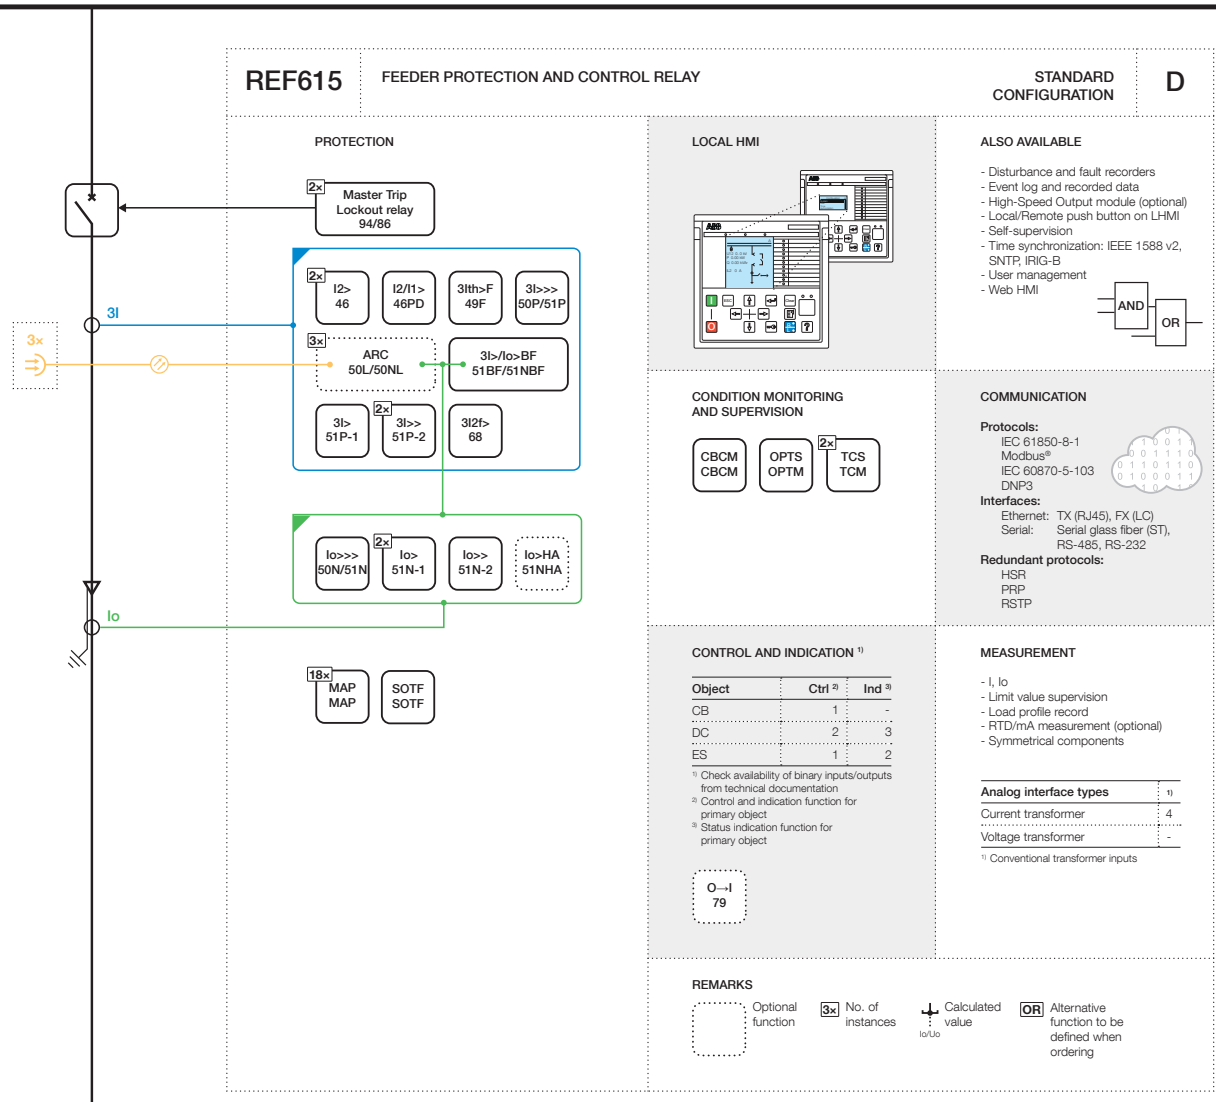 REF615
FEEDER PROTECTION AND CONTROL RELAY
STANDARD
CONFIGURATION
D
PROTECTION
2×
Master Trip
Lockout relay
94/86
2×
I2>
46
I2/I1>
46PD
3Ith>F
49F
3I>>>
50P/51P
3I
3×
3×
ARC
50L/50NL
3I>/Io>BF
51BF/51NBF
3I>
51P-1
2×
3I>>
51P-2
3I2f>
68
Io>>>
50N/51N
2×
Io>
51N-1
Io>>
51N-2
Io>HA
51NHA
Io
18×
MAP
MAP
SOTF
SOTF
LOCAL HMI
ABB
ABB
ALSO AVAILABLE
- Disturbance and fault recorders
- Event log and recorded data
- High-Speed Output module (optional)
- Local/Remote push button on LHMI
- Self-supervision
- Time synchronization: IEEE 1588 v2,
SNTP, IRIG-B
- User management
- Web HMI
AND
OR
CONDITION MONITORING
AND SUPERVISION
CBCM
CBCM
OPTS
OPTM
2×
TCS
TCM
COMMUNICATION
Protocols:
IEC 61850-8-1
Modbus®
IEC 60870-5-103
DNP3
Interfaces:
Ethernet: TX (RJ45), FX (LC)
Serial: Serial glass fiber (ST),
RS-485, RS-232
Redundant protocols:
HSR
PRP
RSTP
CONTROL AND INDICATION 1)
Object Ctrl 2) Ind 3)
CB 1 -
DC 2 3
ES 1 2
1) Check availability of binary inputs/outputs
from technical documentation
2) Control and indication function for
primary object
3) Status indication function for
primary object
O→I
79
MEASUREMENT
- I, Io
- Limit value supervision
- Load profile record
- RTD/mA measurement (optional)
- Symmetrical components
Analog interface types 1)
Current transformer 4
Voltage transformer -
1) Conventional transformer inputs
REMARKS
Optional
function
3×
No. of
instances
Io/Uo
Calculated
value
OR
Alternative
function to be
defined when
ordering